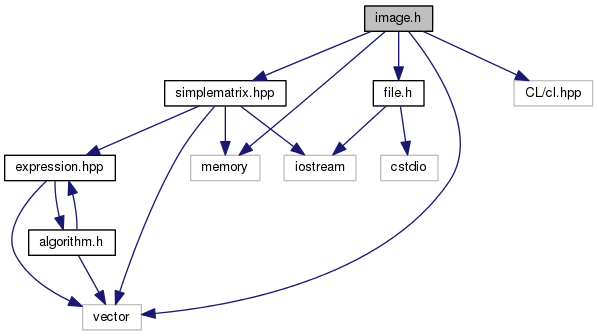 image.h
simplematrix.hpp
file.h
CL/cl.hpp
expression.hpp
memory
iostream
cstdio
algorithm.h
vector